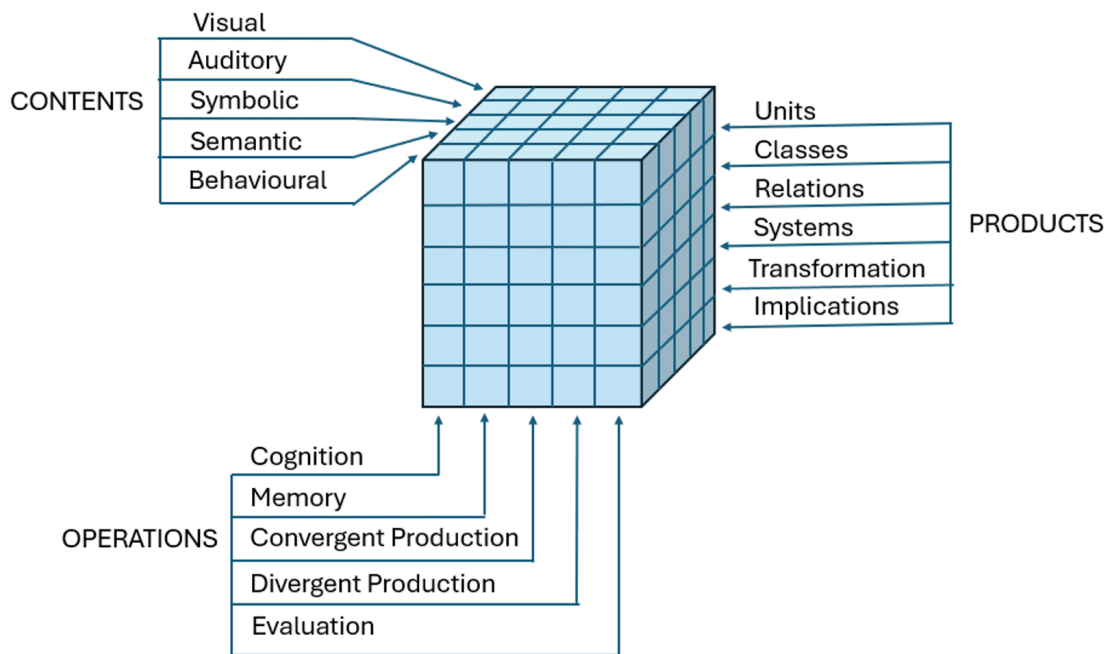 CONTENTS
Visual
Auditory
Symbolic
Semantic
Behavioural
Units
Classes
Relations
Systems
Transformation
Implications
PRODUCTS
OPERATIONS
Cognition
Memory
Convergent Production
Divergent Production
Evaluation